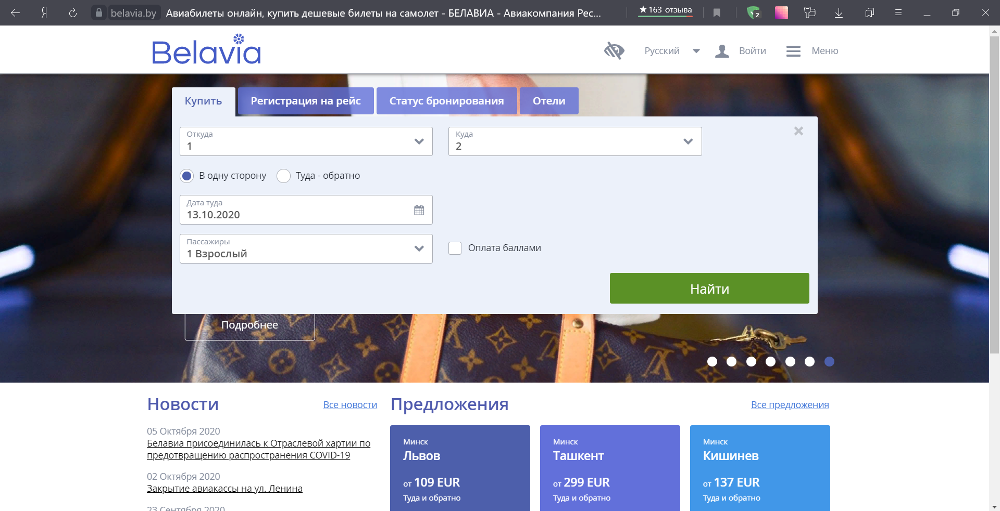 belavia.by Авиабилеты онлайн, купить дешевые билеты на самолет - БЕЛАВИА - Авиакомпания Рес... ★ 163 отзыва 2
Belavia
Русский Войти Меню
Купить Регистрация на рейс Статус бронирования Отели
Откуда
1
Куда
2
В одну сторону Туда - обратно
Дата туда
13.10.2020
Пассажиры
1 Взрослый
Оплата баллами
Найти
Подробнее
Новости
Все новости
05 Октября 2020
Белавиа присоединилась к Отраслевой хартии по
предотвращению распространения COVID-19
02 Октября 2020
Закрытие авиакассы на ул. Ленина
23 Сентября 2020
Предложения
Все предложения
Минск
Львов
от 109 EUR
Туда и обратно
Минск
Ташкент
от 299 EUR
Туда и обратно
Минск
Кишинев
от 137 EUR
Туда и обратно